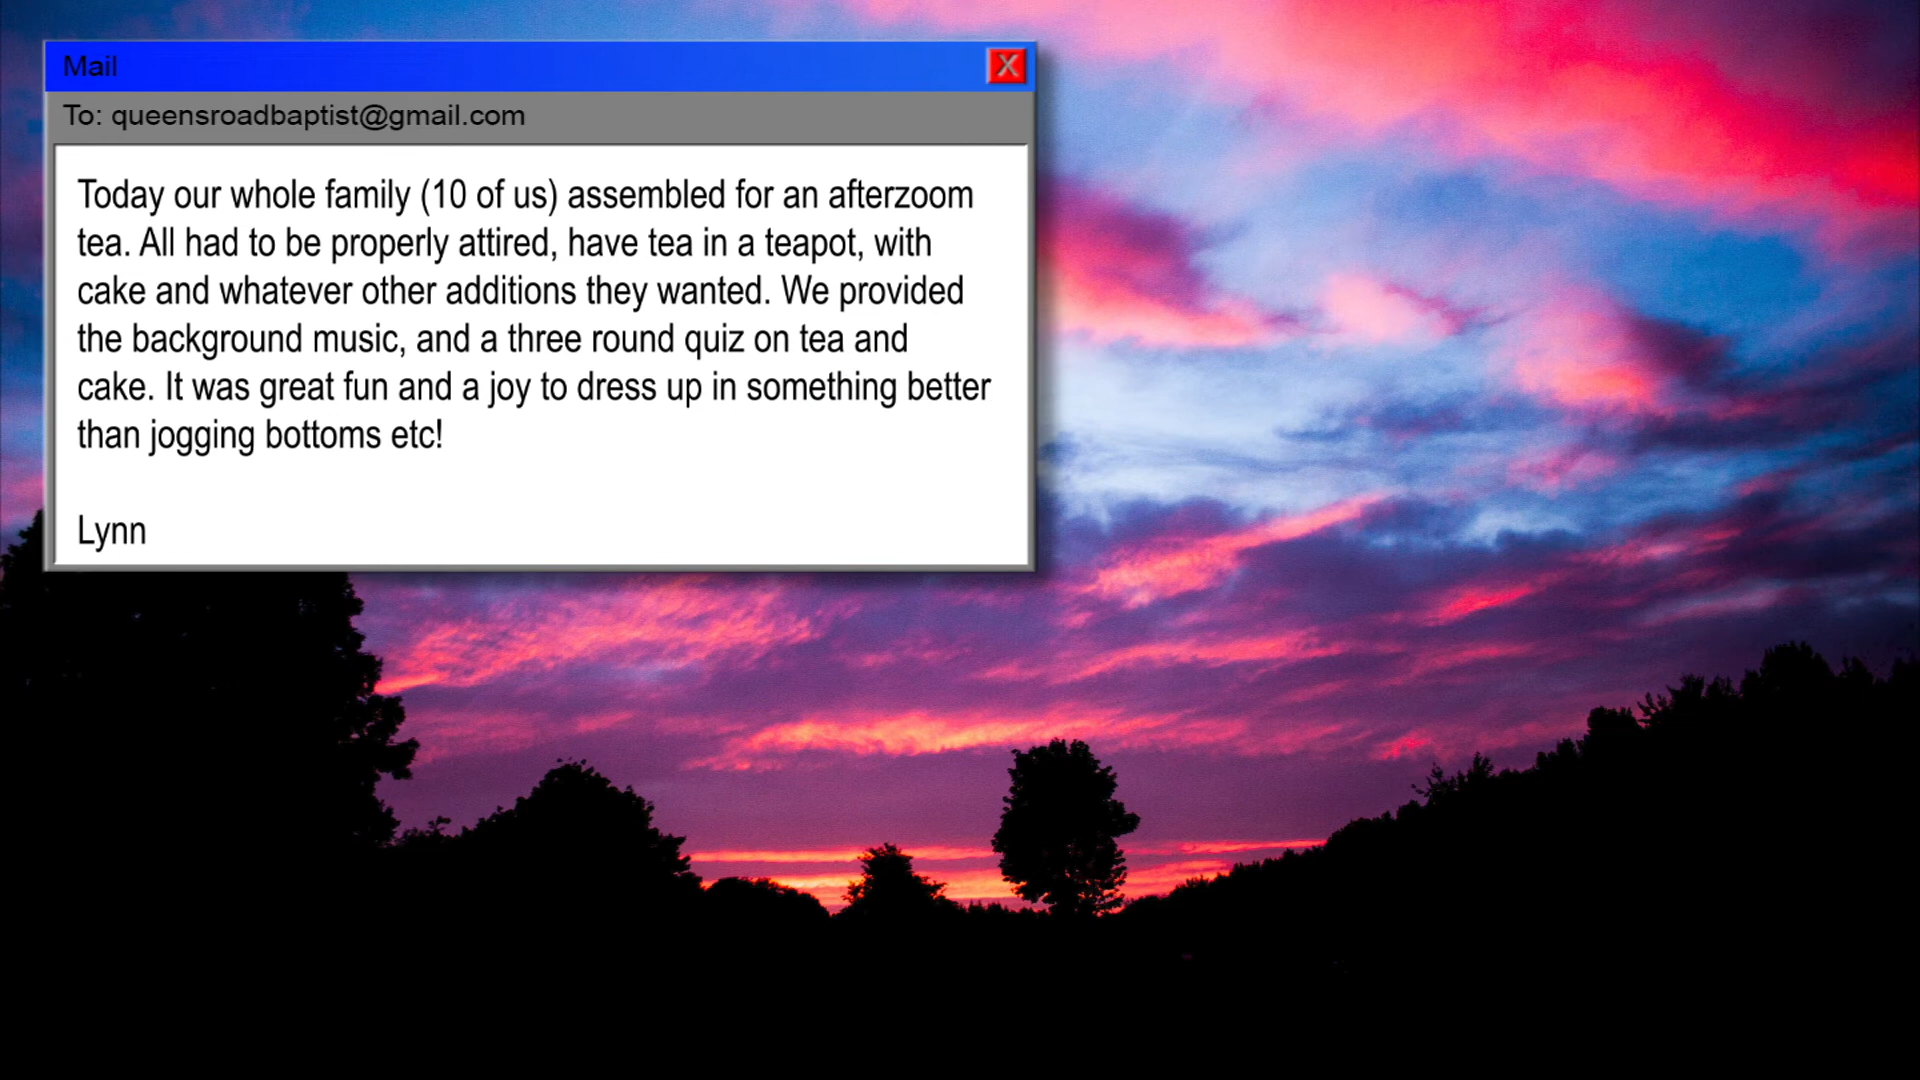 Mail
X
To: queensroadbaptist@gmail.com
Today our whole family (10 of us) assembled for an afterzoom
tea. All had to be properly attired, have tea in a teapot, with
cake and whatever other additions they wanted. We provided
the background music, and a three round quiz on tea and
cake. It was great fun and a joy to dress up in something better
than jogging bottoms etc!
Lynn